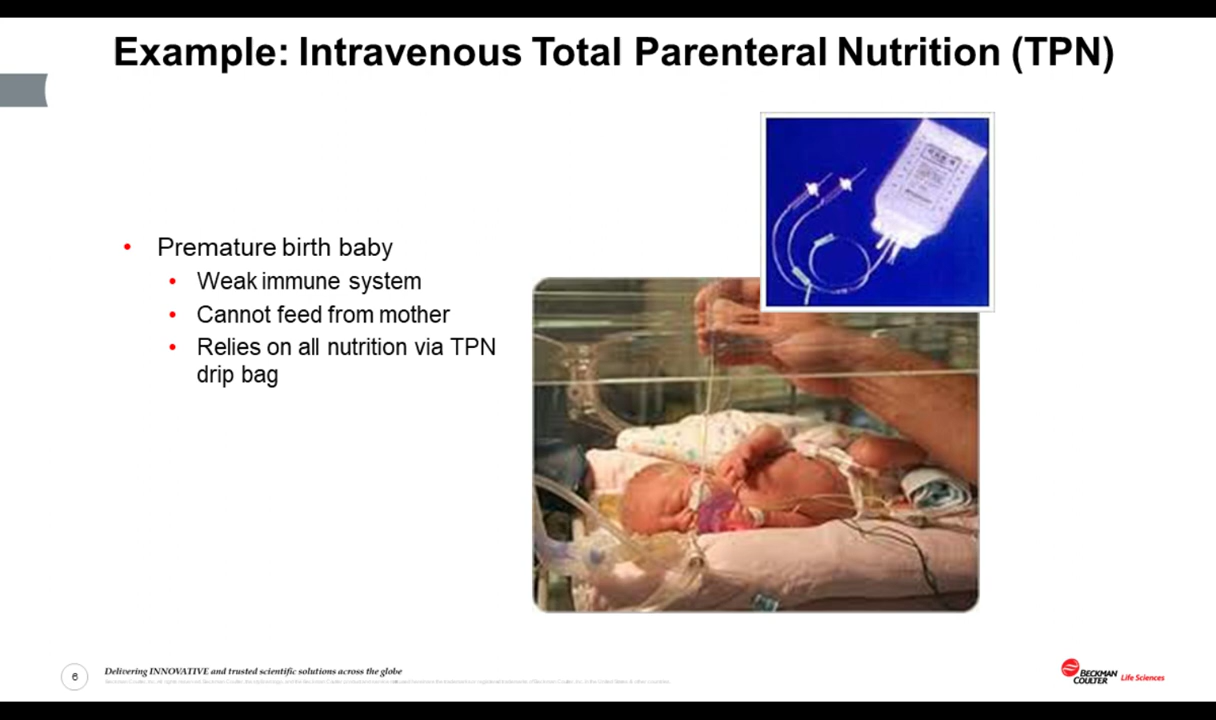 Example: Intravenous Total Parenteral Nutrition (TPN)
• Premature birth baby
• Weak immune system
• Cannot feed from mother
• Relies on all nutrition via TPN
drip bag
6
Delivering INNOVATIVE and trusted scientific solutions across the globe
BECKMAN
COULTER Life Sciences